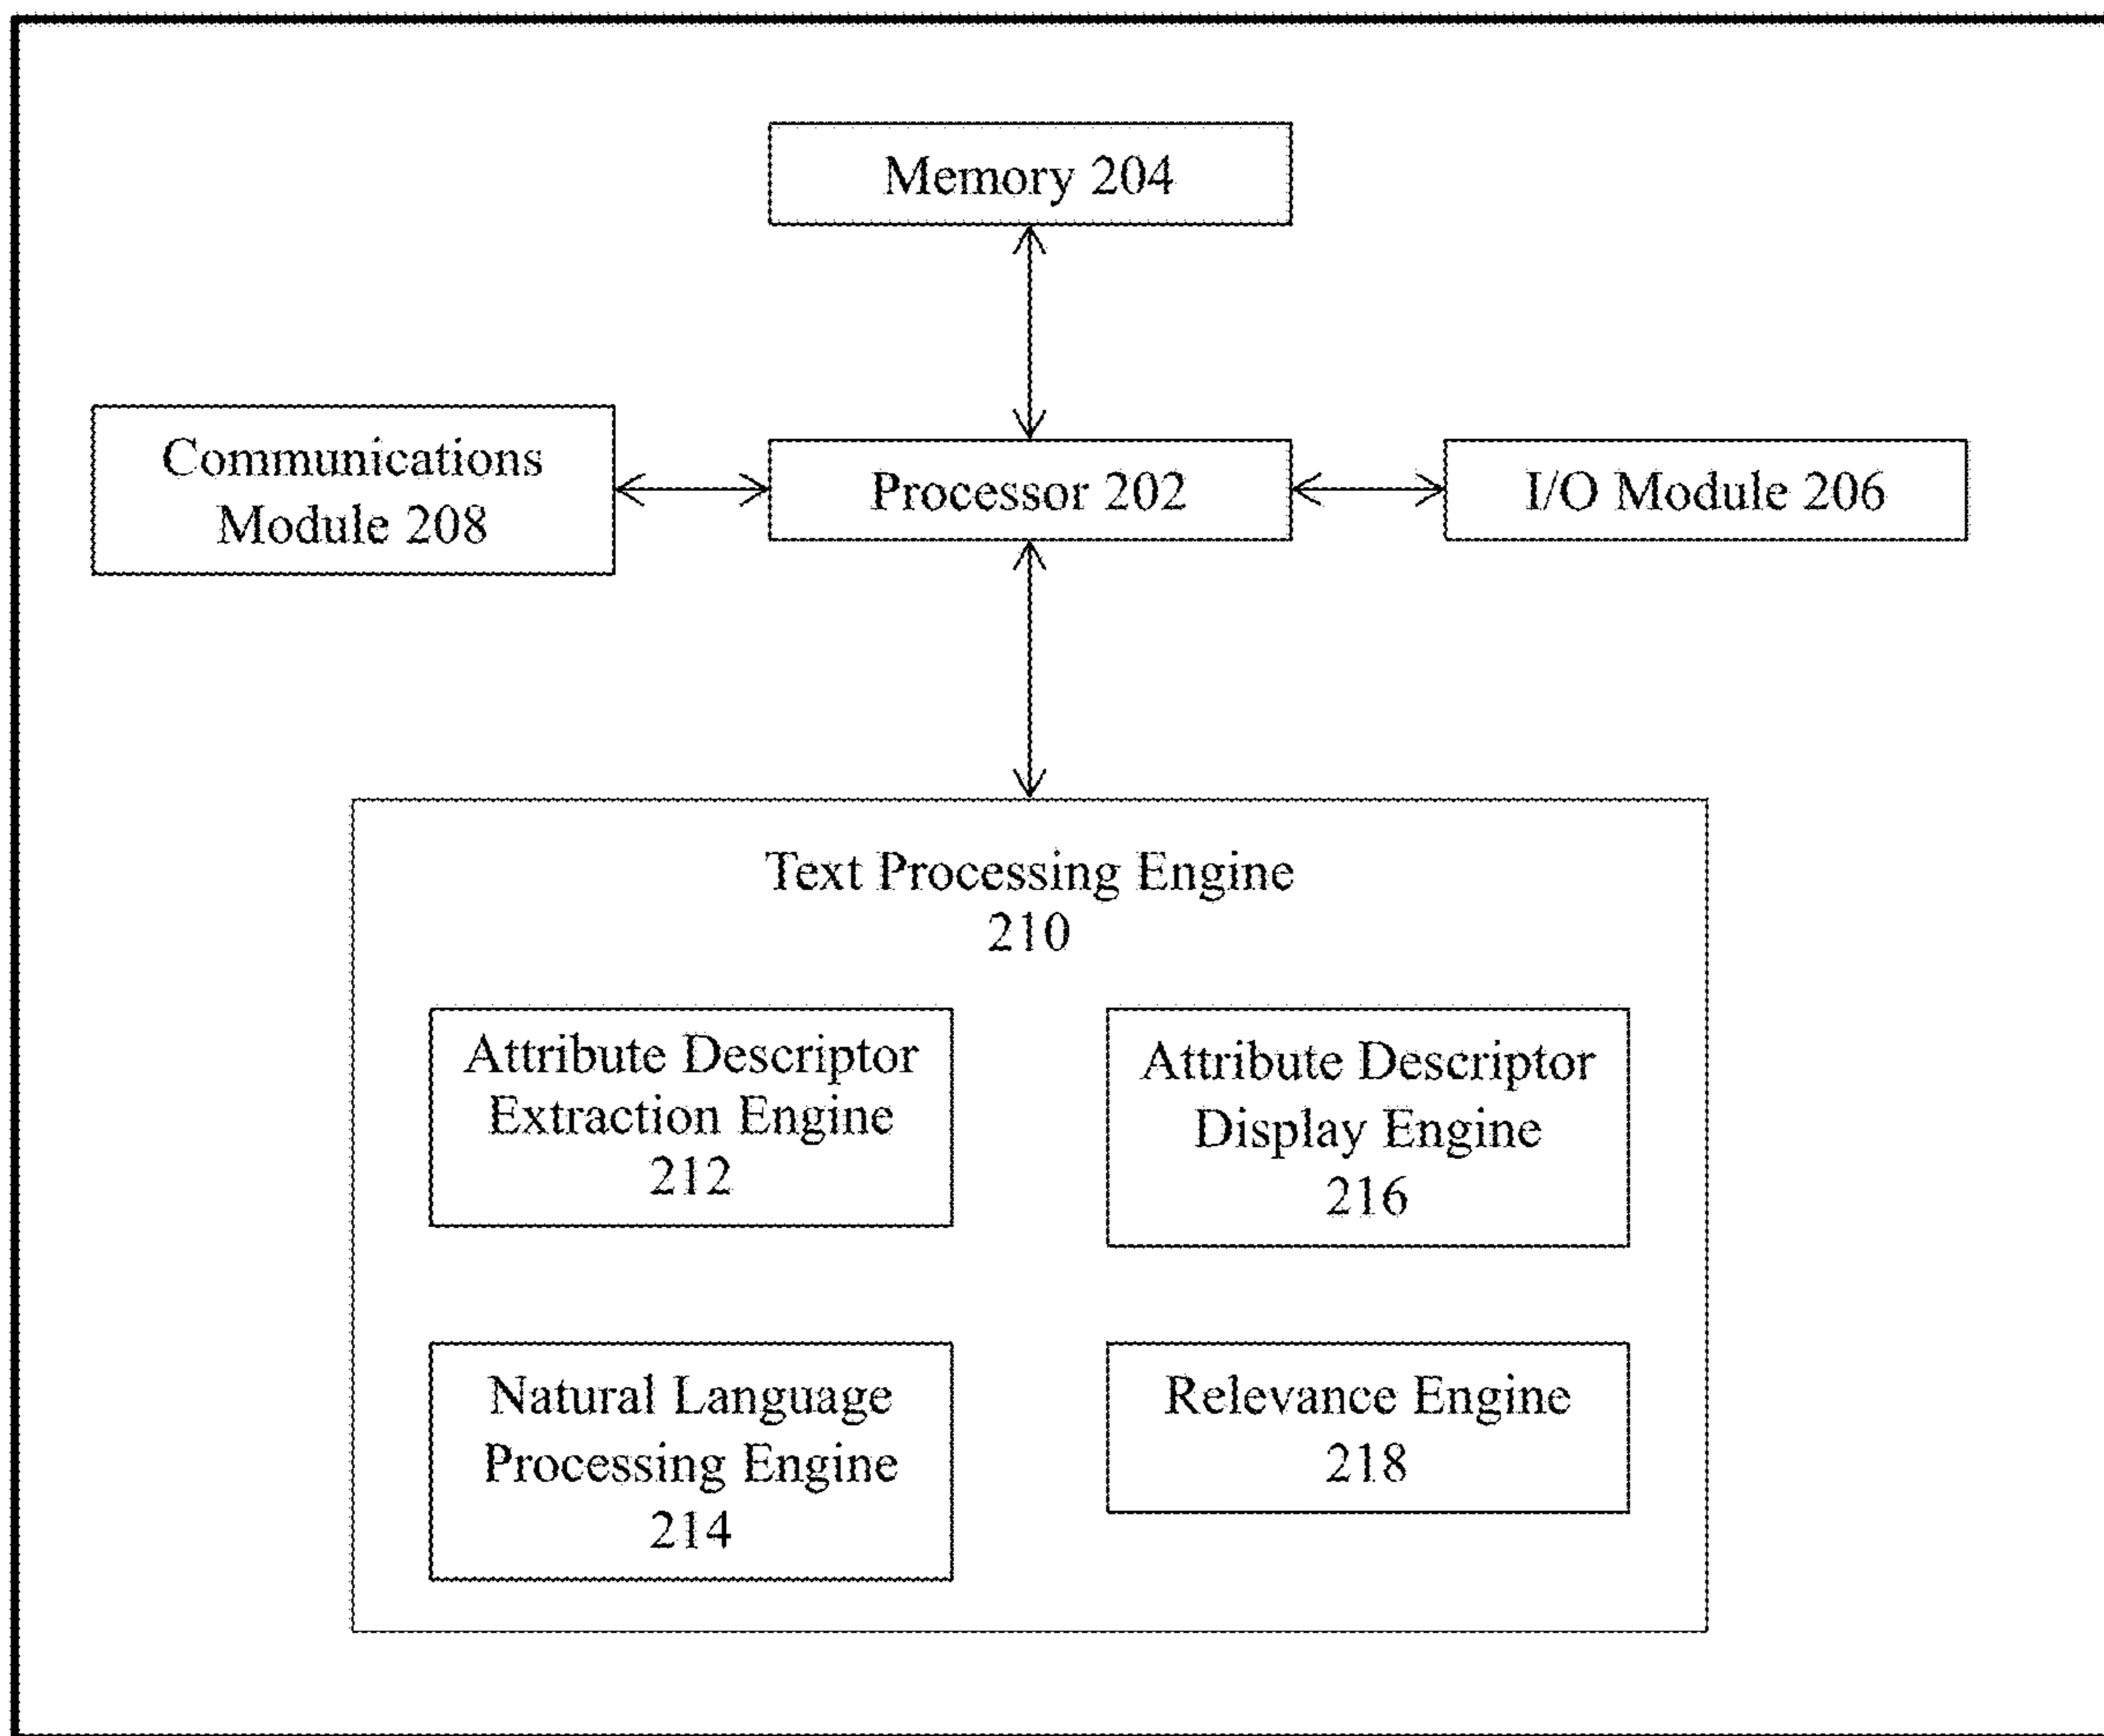 Memory 204
Communications
Module 208
Processor 202
I/O Module 206
Text Processing Engine
210
Attribute Descriptor
Extraction Engine
212
Attribute Descriptor
Display Engine
216
Natural Language
Processing Engine
214
Relevance Engine
218